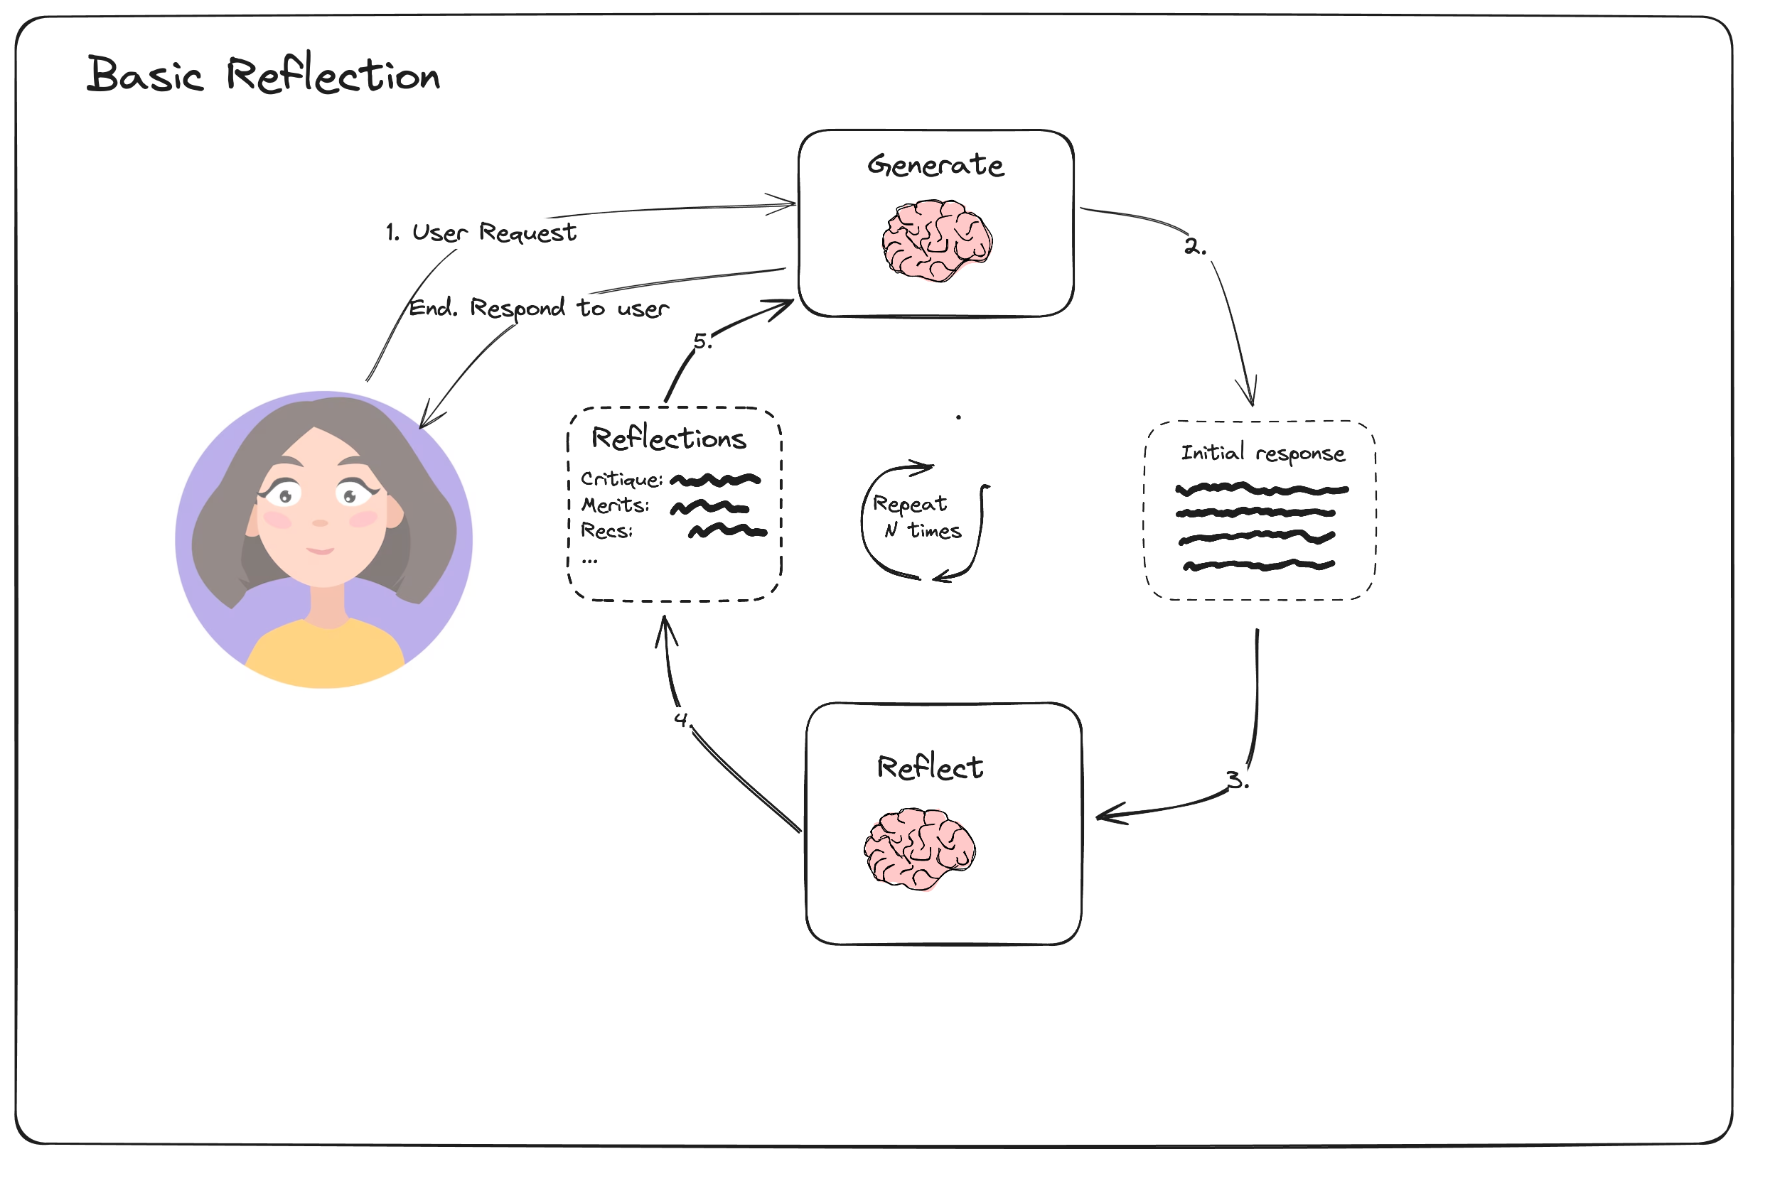 Basic Reflection
Generate
1. User Request
2.
End. Respond to user
5.
Reflections
Critique:
Merits:
Recs:
...
Repeat
N times
Initial response
4.
3.
Reflect